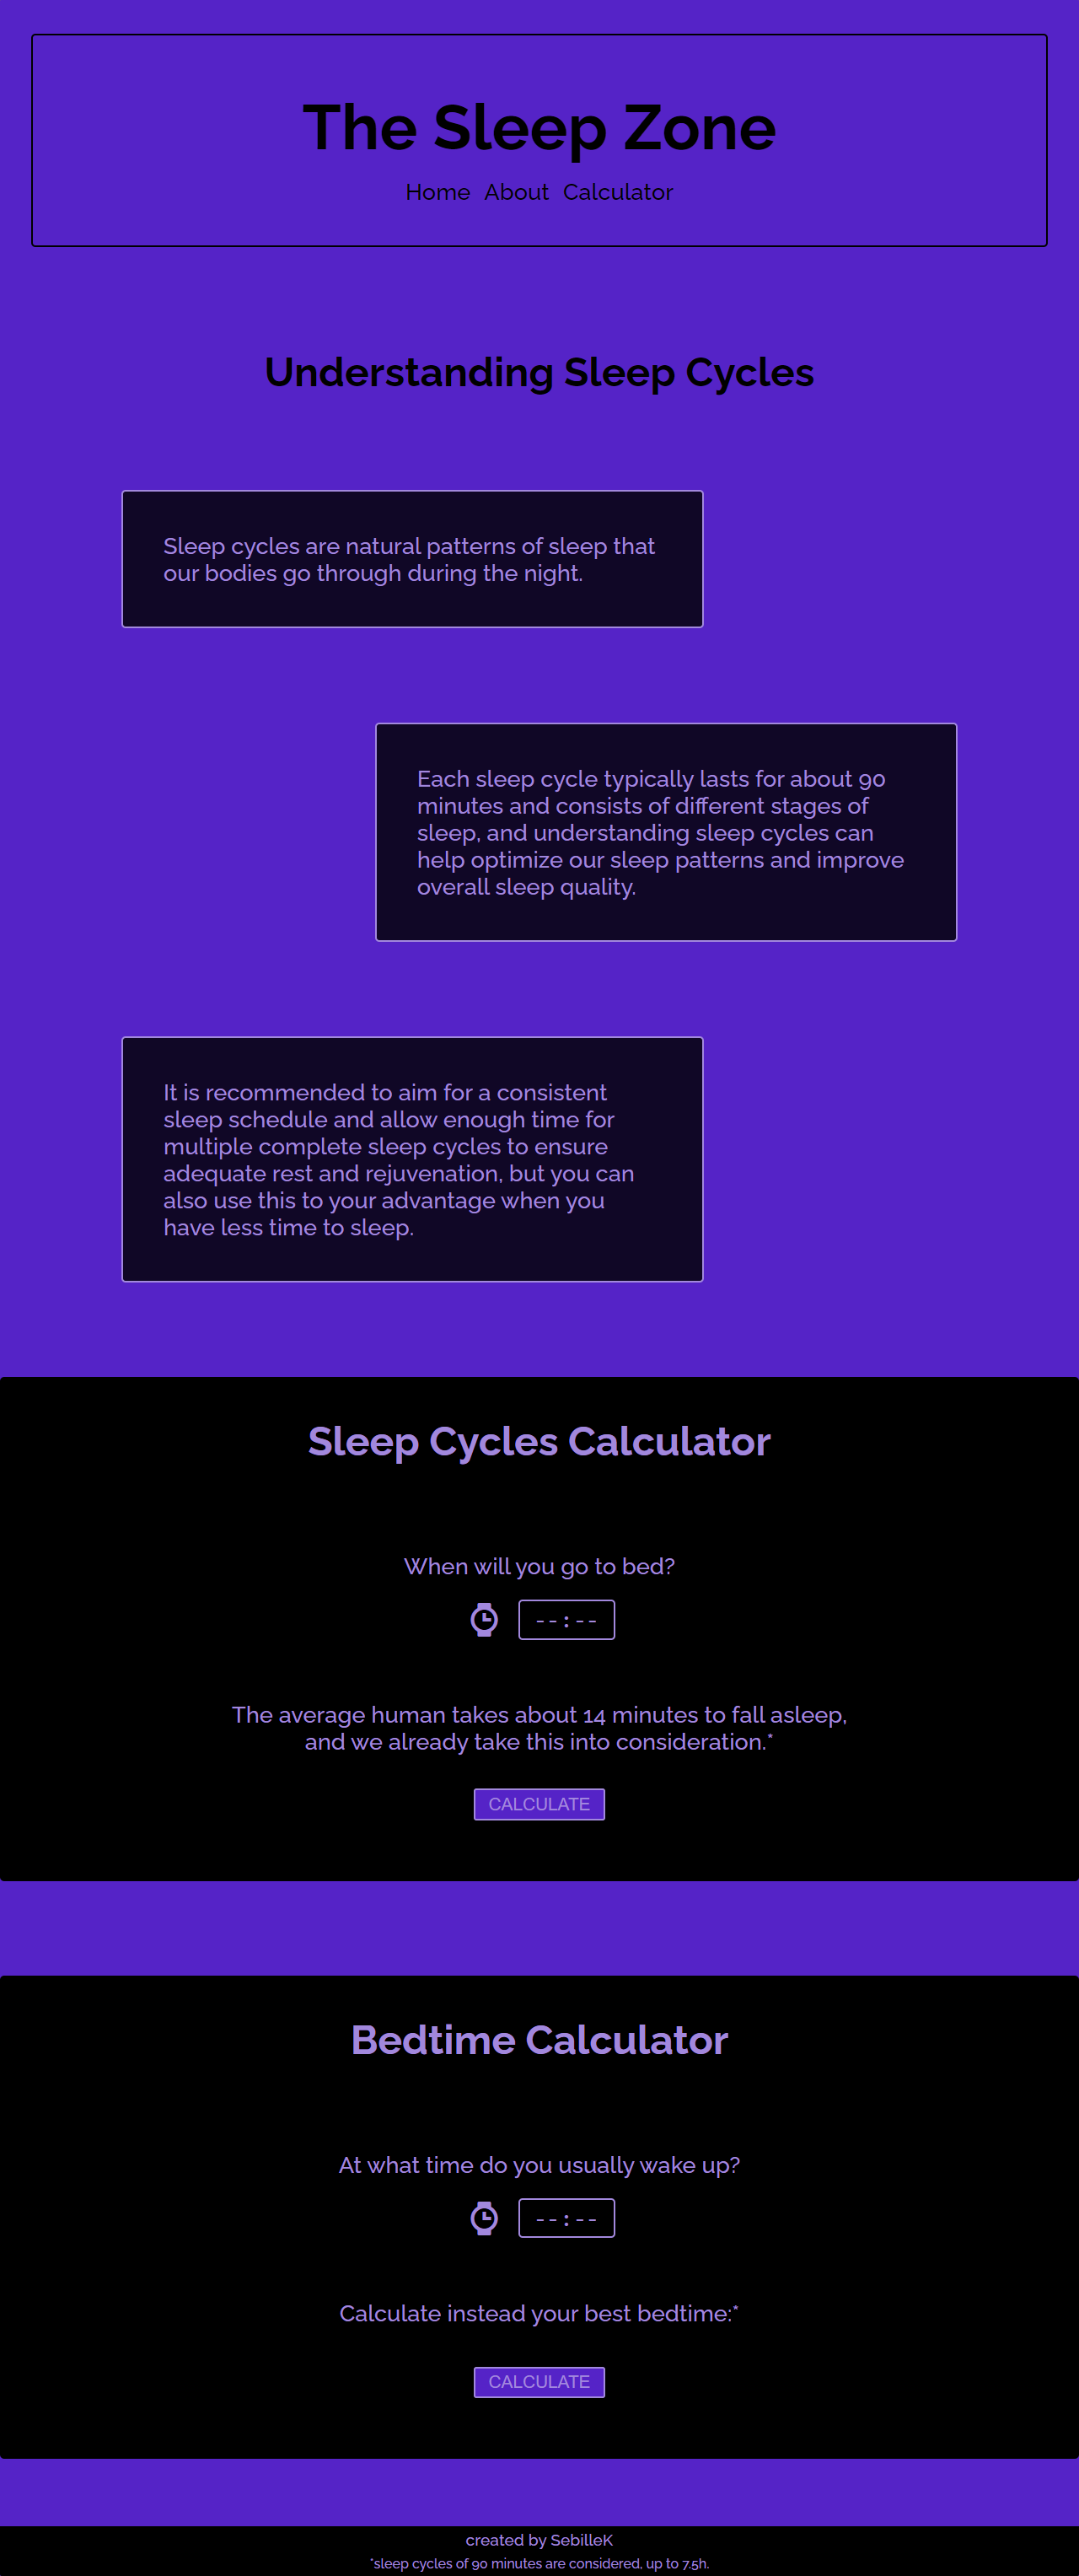 The Sleep Zone
Home About Calculator
Understanding Sleep Cycles
Sleep cycles are natural patterns of sleep that
our bodies go through during the night.
Each sleep cycle typically lasts for about 90
minutes and consists of different stages of
sleep, and understanding sleep cycles can
help optimize our sleep patterns and improve
overall sleep quality.
It is recommended to aim for a consistent
sleep schedule and allow enough time for
multiple complete sleep cycles to ensure
adequate rest and rejuvenation, but you can
also use this to your advantage when you
have less time to sleep.
Sleep Cycles Calculator
When will you go to bed?
--:--
The average human takes about 14 minutes to fall asleep,
and we already take this into consideration.*
CALCULATE
Bedtime Calculator
At what time do you usually wake up?
--:--
Calculate instead your best bedtime:*
CALCULATE
created by SebilleK
*sleep cycles of 90 minutes are considered, up to 7.5h.